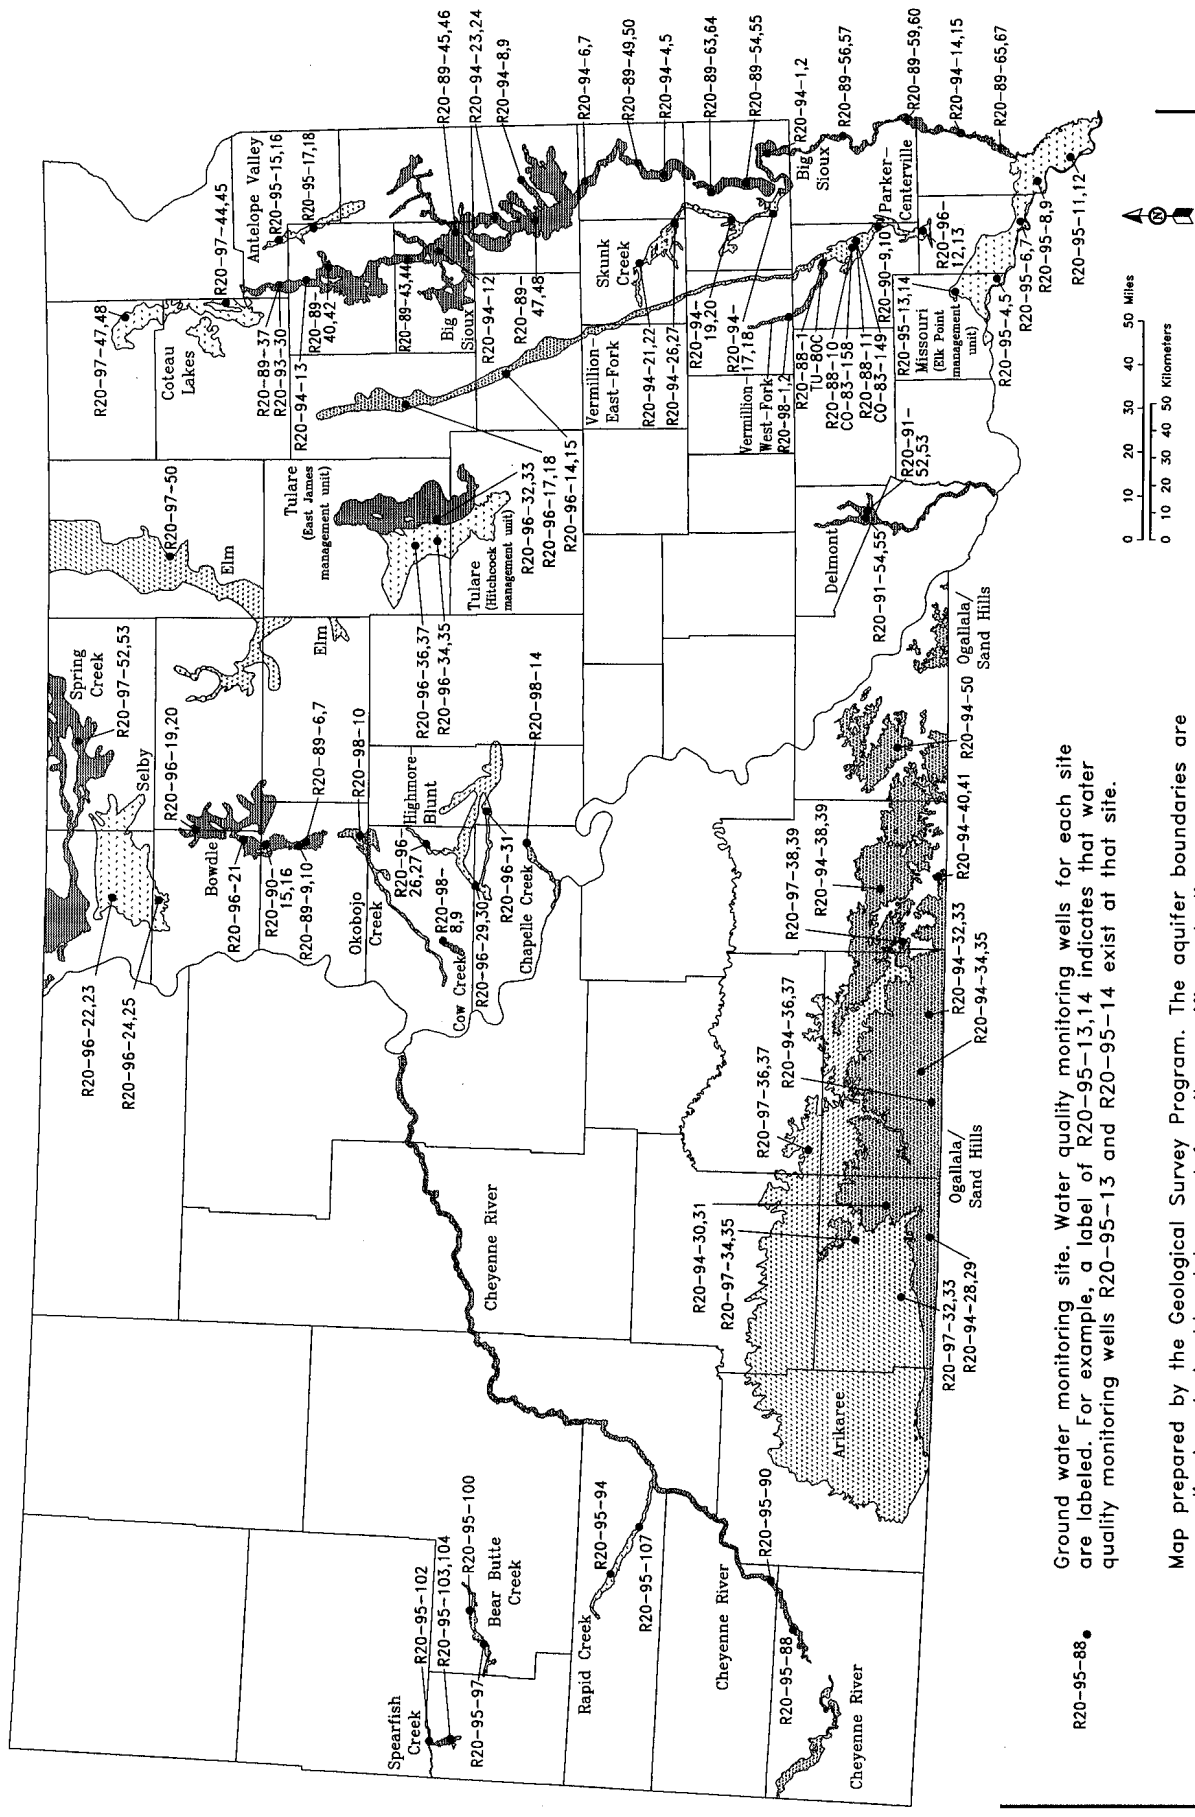 Spearfish
Creek
R20-95-102
R20-95-103,104
R20-95-97
R20-95-100
Bear Butte
Creek
Rapid Creek
R20-95-94
R20-95-107
Cheyenne River
R20-95-88
R20-95-90
Cheyenne River
Cheyenne River
R20-96-22,23
R20-96-24,25
Spring
Creek
R20-97-52,53
Selby
R20-96-19,20
Bowdle
R20-96-21
R20-90-
15,16
R20-89-9,10
R20-89-6,7
Okobojo
Creek
R20-98-10
R20-96-
26,27
Highmore-
Blunt
R20-98-
8,9
Cow Creek
R20-96-29,30
R20-96-31
Chapelle Creek
R20-98-14
R20-97-50
Elm
Elm
Tulare
(East James
management unit)
R20-96-36,37
R20-96-34,35
Tulare
(Hitchcock
management unit)
R20-96-32,33
R20-96-17,18
R20-96-14,15
R20-97-47,48
Coteau
Lakes
R20-97-44,45
Antelope Valley
R20-95-15,16
R20-95-17,18
R20-89-37
R20-93-30
R20-94-13
R20-89-
40,42
R20-89-43,44
Big
Sioux
R20-94-12
R20-89-
47,48
R20-89-45,46
R20-94-23,24
R20-94-8,9
R20-94-6,7
R20-89-49,50
R20-94-4,5
R20-89-63,64
R20-89-54,55
R20-94-1,2
Big
Sioux
R20-89-56,57
R20-89-59,60
R20-94-14,15
R20-89-65,67
Skunk
Creek
Vermillion-
East-Fork
R20-94-21,22
R20-94-26,27
R20-94-
19,20
R20-94-
17,18
Vermillion-
West-Fork
R20-98-1,2
R20-88-1
TU-80C
R20-88-10
CO-83-158
R20-88-11
CO-83-149
R20-90-9,10
Parker-
Centerville
R20-96-
12,13
R20-95-13,14
Missouri
(Elk Point
management
unit)
R20-95-4,5
R20-95-6,7
R20-95-8,9
R20-95-11,12
Delmont
R20-91-
52,53
R20-91-54,55
Ogallala/
Sand Hills
R20-94-50
R20-94-40,41
R20-97-38,39
R20-94-38,39
R20-94-32,33
R20-94-34,35
R20-97-36,37
R20-94-36,37
Ogallala/
Sand Hills
R20-94-30,31
R20-97-34,35
R20-97-32,33
R20-94-28,29
Arikaree
0 10 20 30 40 50 Miles
0 10 20 30 40 50 Kilometers
N
R20-95-88
Ground water monitoring site. Water quality monitoring wells for each site
are labeled. For example, a label of R20-95-13,14 indicates that water
quality monitoring wells R20-95-13 and R20-95-14 exist at that site.
Map prepared by the Geological Survey Program. The aquifer boundaries are